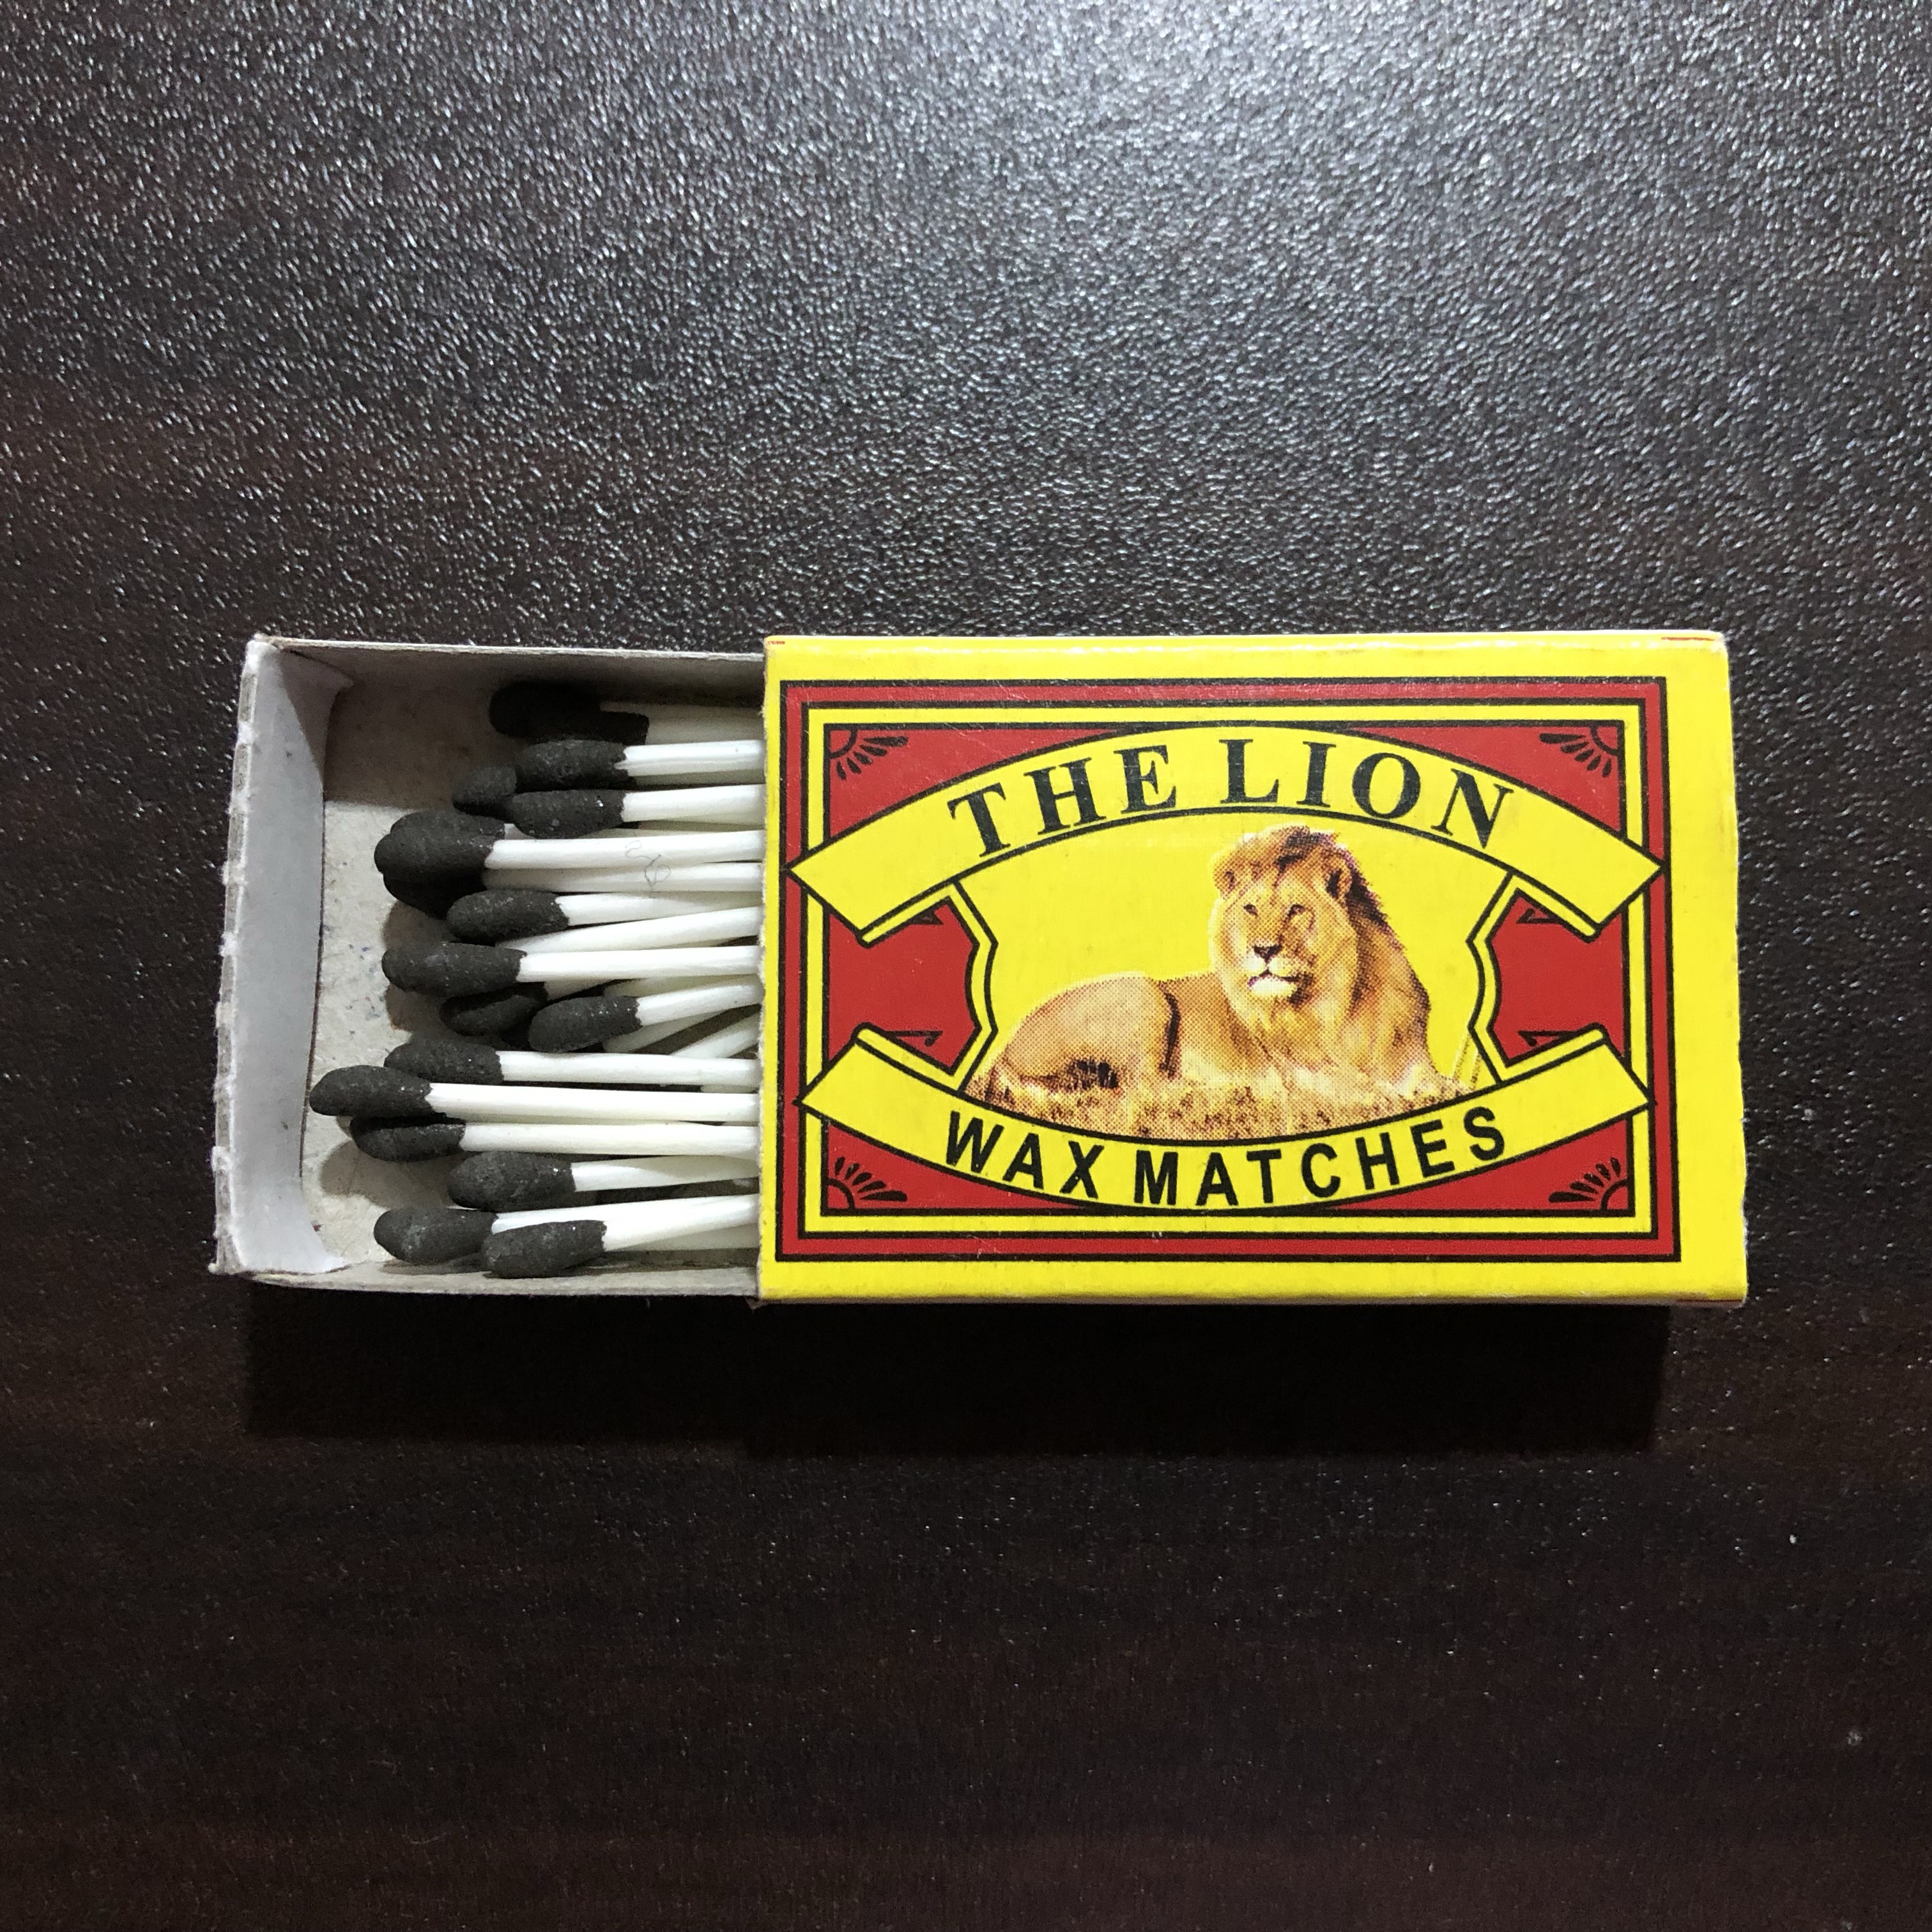 THE LION
WAX MATCHES